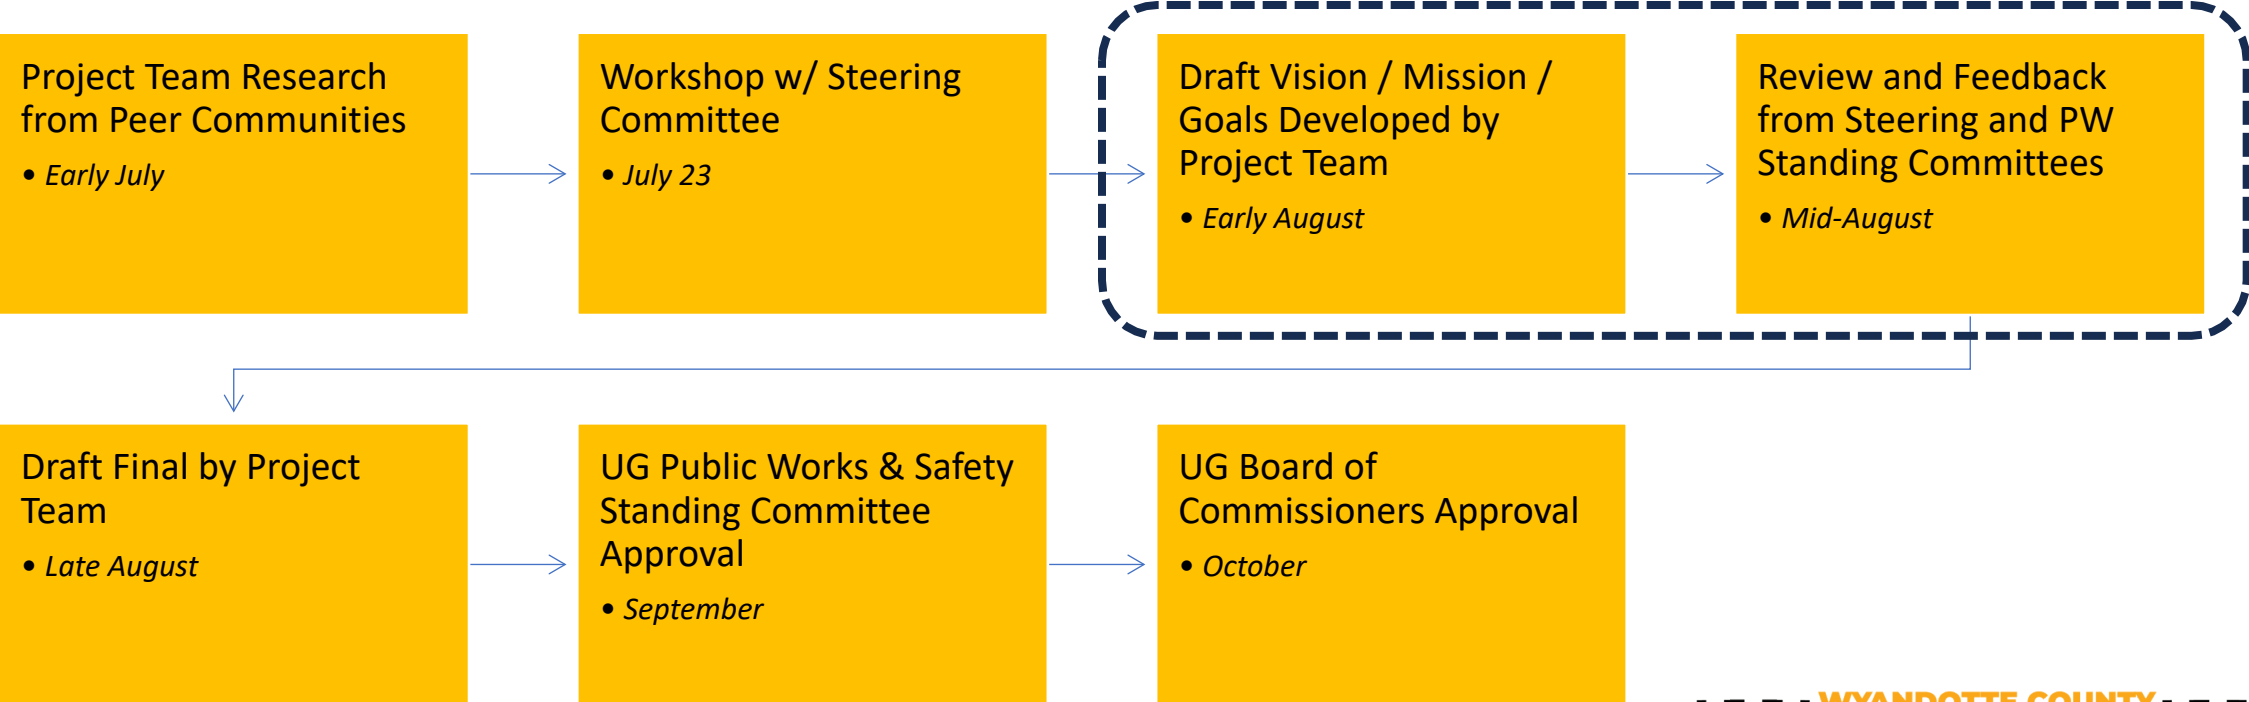 Project Team Research
from Peer Communities
• Early July
Workshop w/ Steering
Committee
• July 23
Draft Vision / Mission /
Goals Developed by
Project Team
• Early August
Review and Feedback
from Steering and PW
Standing Committees
• Mid-August
Draft Final by Project
Team
• Late August
UG Public Works & Safety
Standing Committee
Approval
• September
UG Board of
Commissioners Approval
• October
WYANDOTTE COUNTY